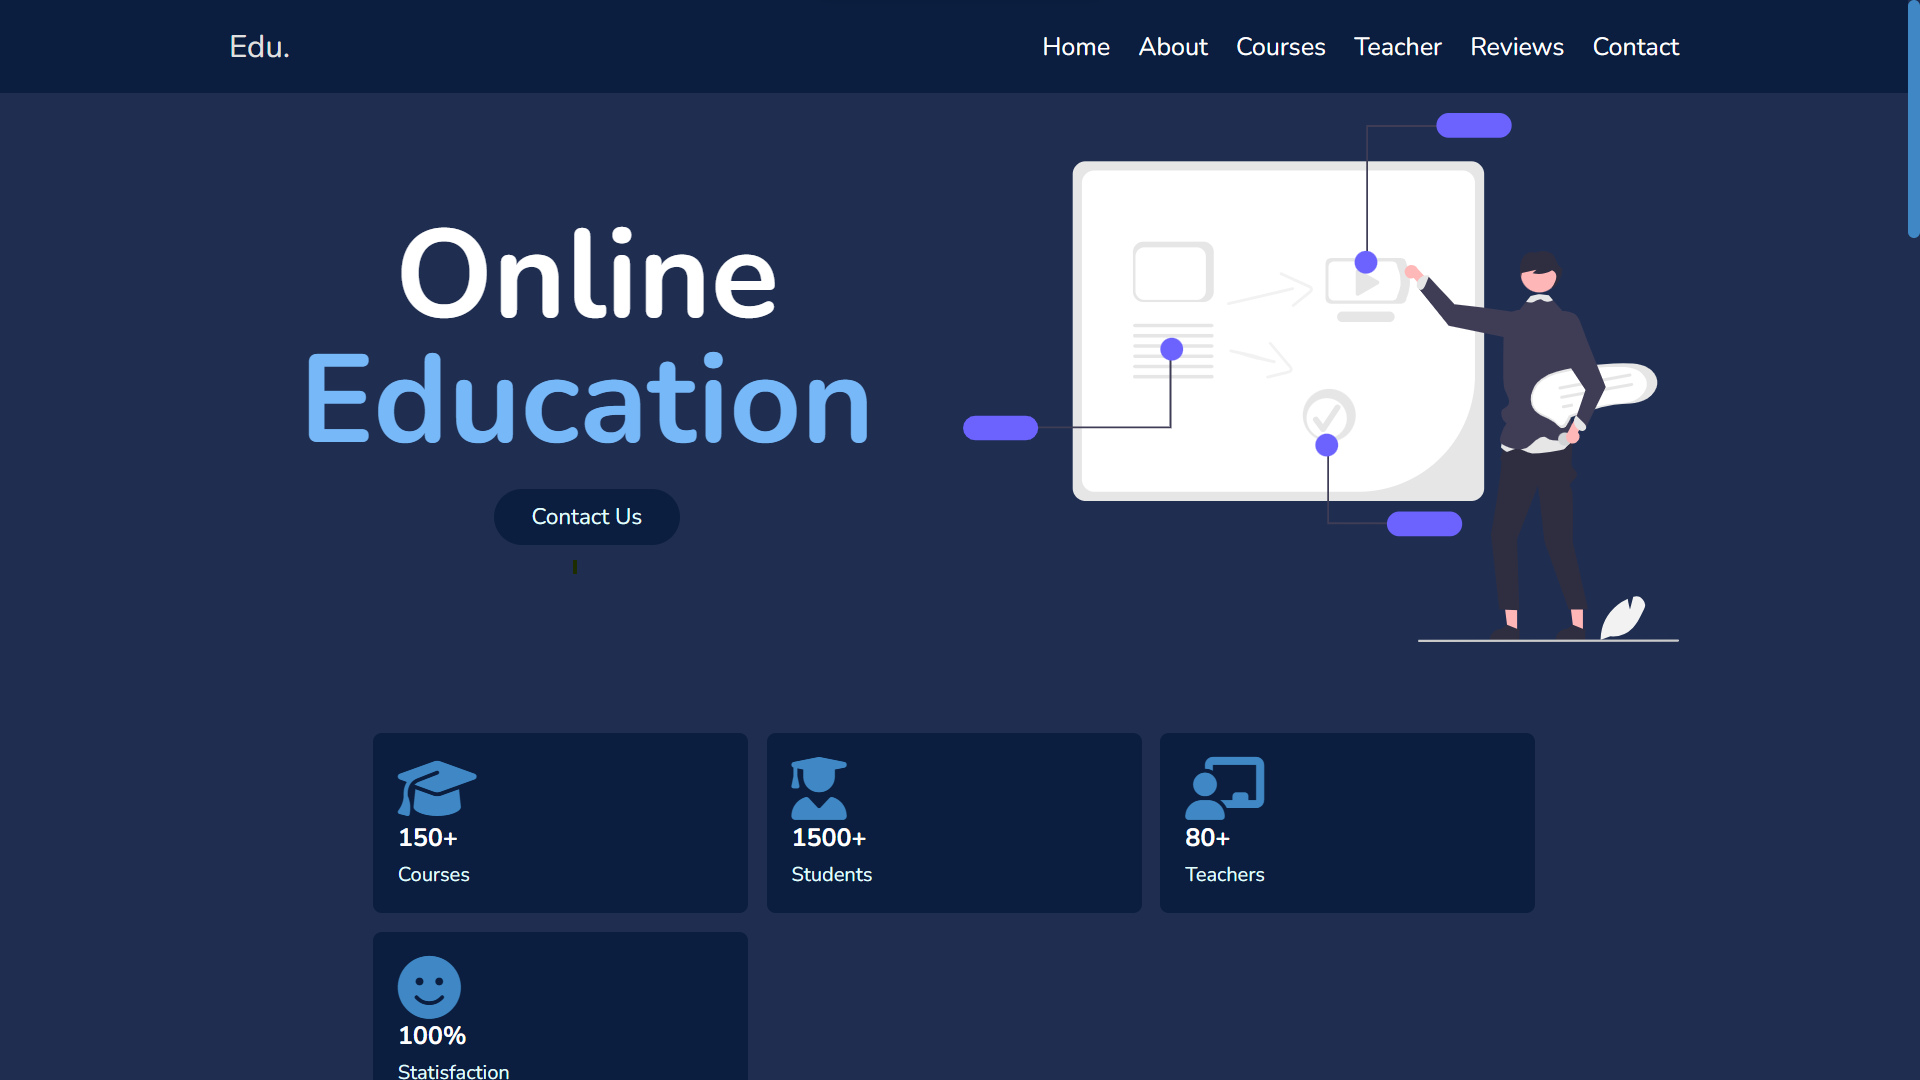 Edu.
Home About Courses Teacher Reviews Contact
Online
Education
Contact Us
150+
Courses
1500+
Students
80+
Teachers
100%
Statisfaction